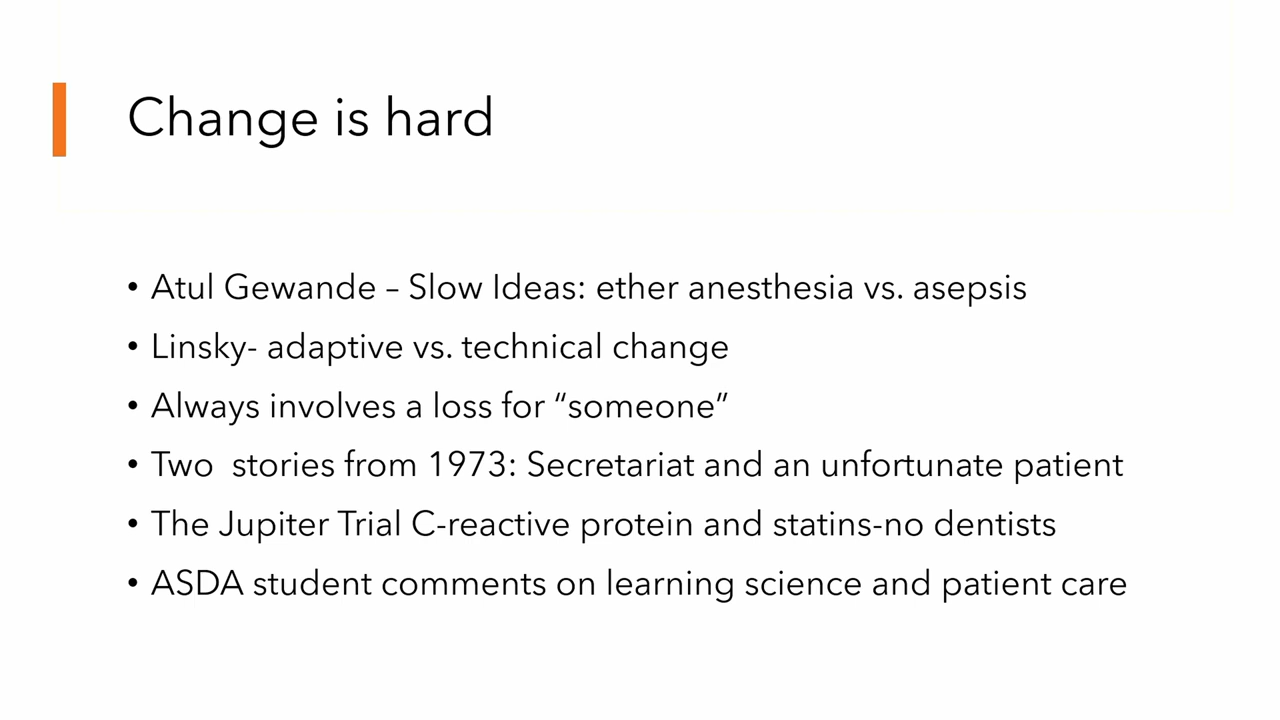 Change is hard
• Atul Gewande – Slow Ideas: ether anesthesia vs. asepsis
• Linsky- adaptive vs. technical change
• Always involves a loss for “someone”
• Two  stories from 1973: Secretariat and an unfortunate patient
• The Jupiter Trial C-reactive protein and statins-no dentists
• ASDA student comments on learning science and patient care